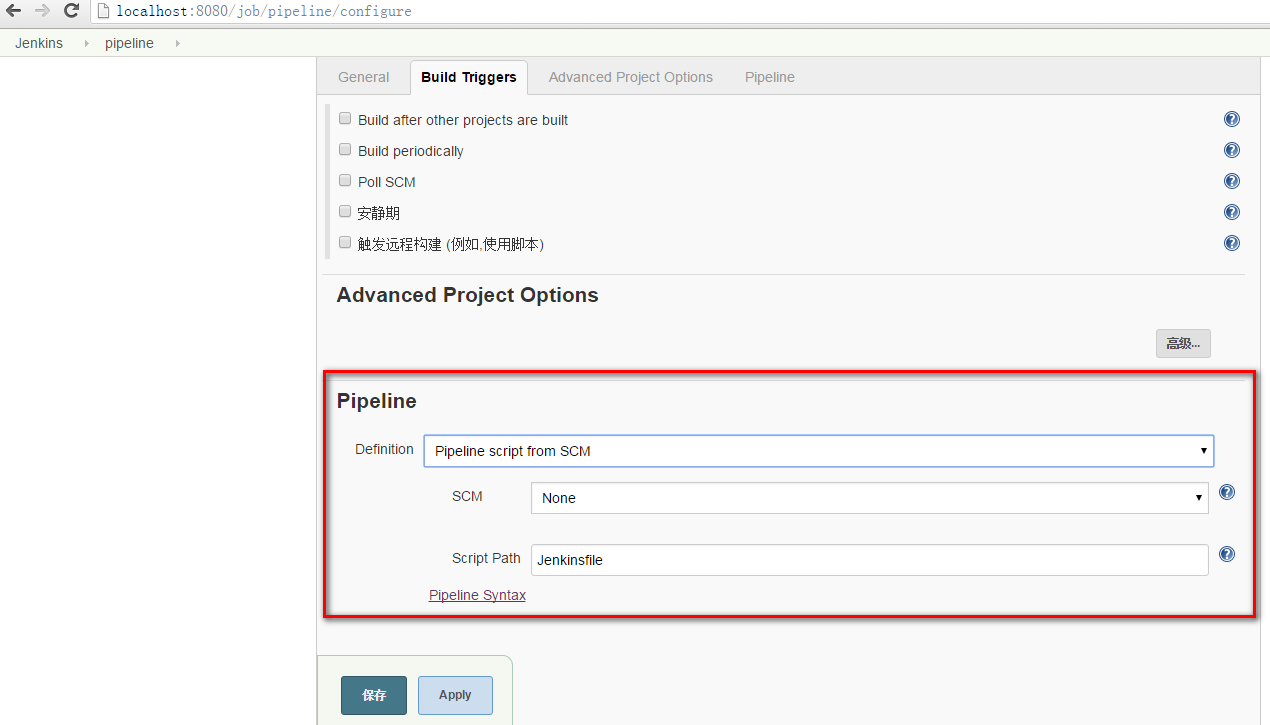 localhost:8080/job/pipeline/configure
Jenkins pipeline
General Build Triggers Advanced Project Options Pipeline
Build after other projects are built
Build periodically
Poll SCM
安静期
触发远程构建 (例如,使用脚本)
Advanced Project Options
高级...
Pipeline
Definition Pipeline script from SCM
SCM None
Script Path Jenkinsfile
Pipeline Syntax
保存 Apply